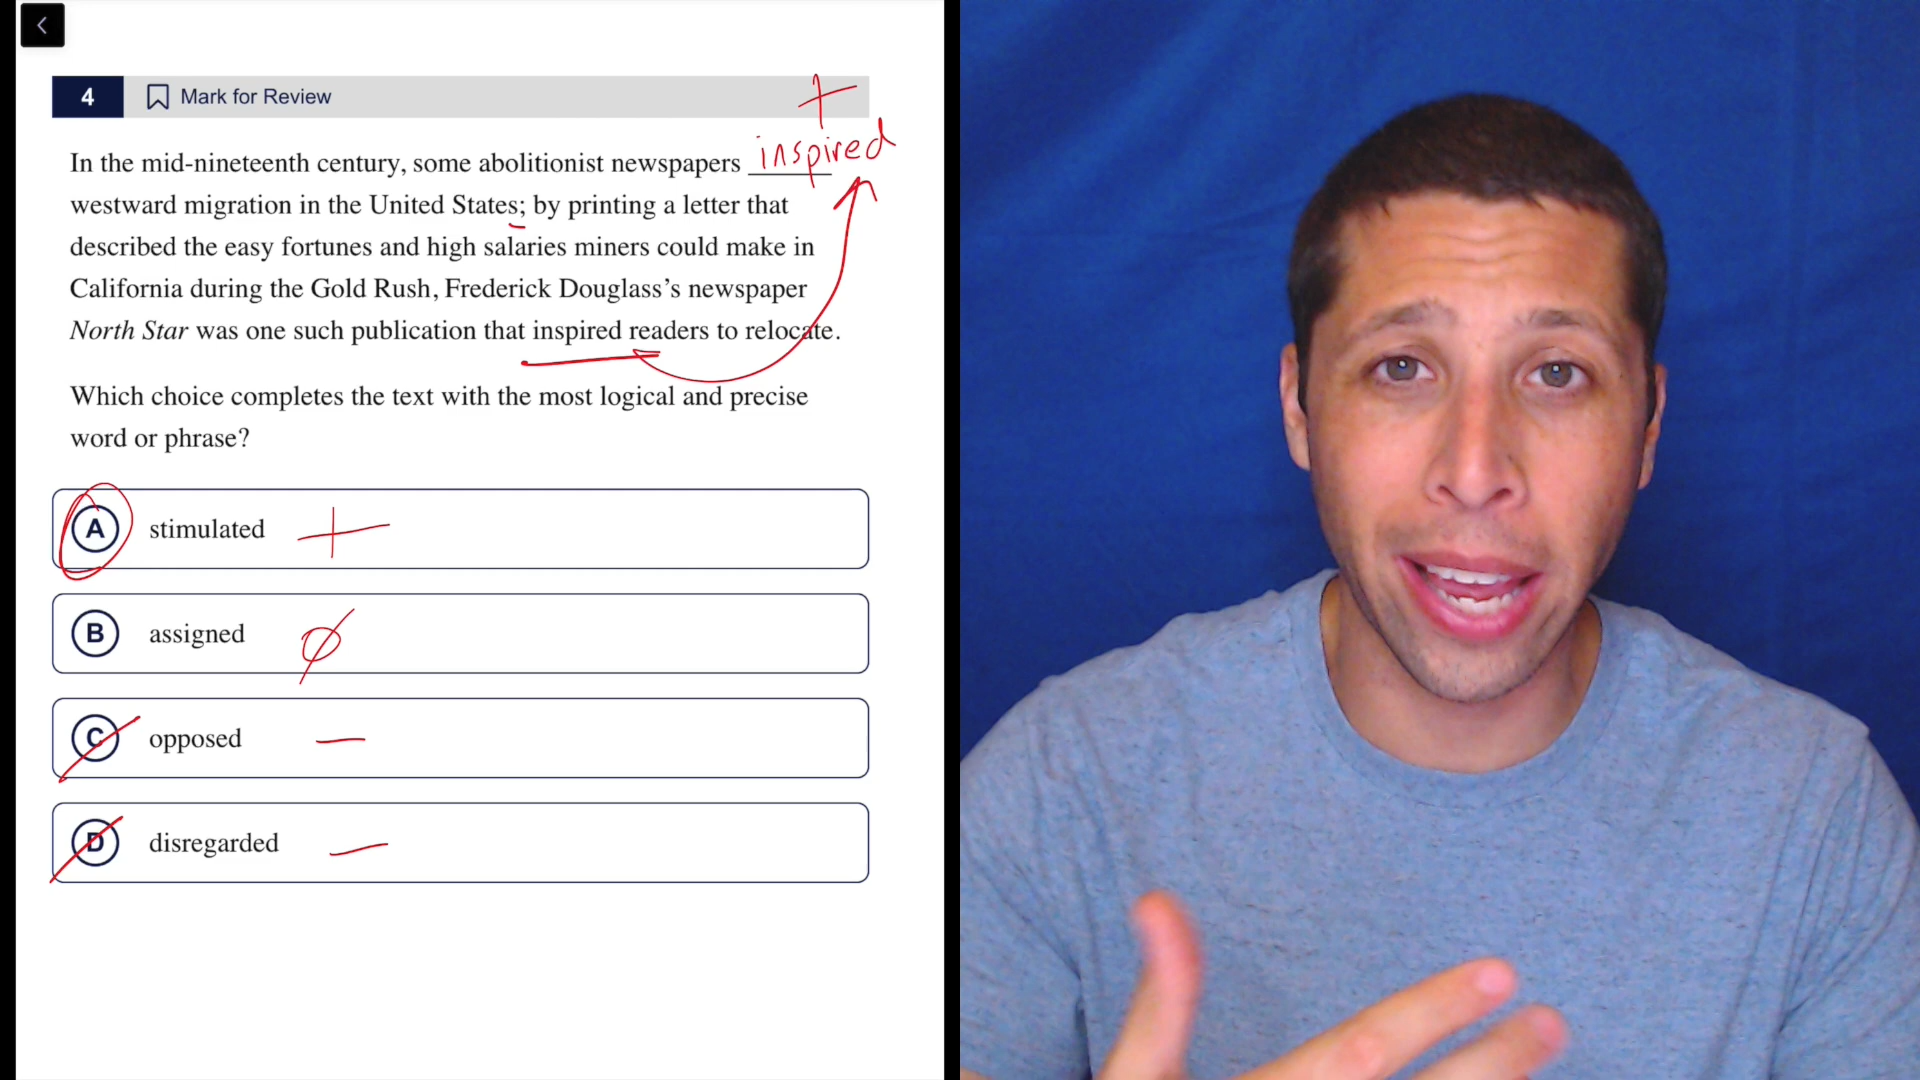 4 Mark for Review
+
inspired
In the mid-nineteenth century, some abolitionist newspapers ______
westward migration in the United States; by printing a letter that
described the easy fortunes and high salaries miners could make in
California during the Gold Rush, Frederick Douglass’s newspaper
North Star was one such publication that inspired readers to relocate.
Which choice completes the text with the most logical and precise
word or phrase?
A stimulated +
B assigned ∅
C opposed —
D disregarded —